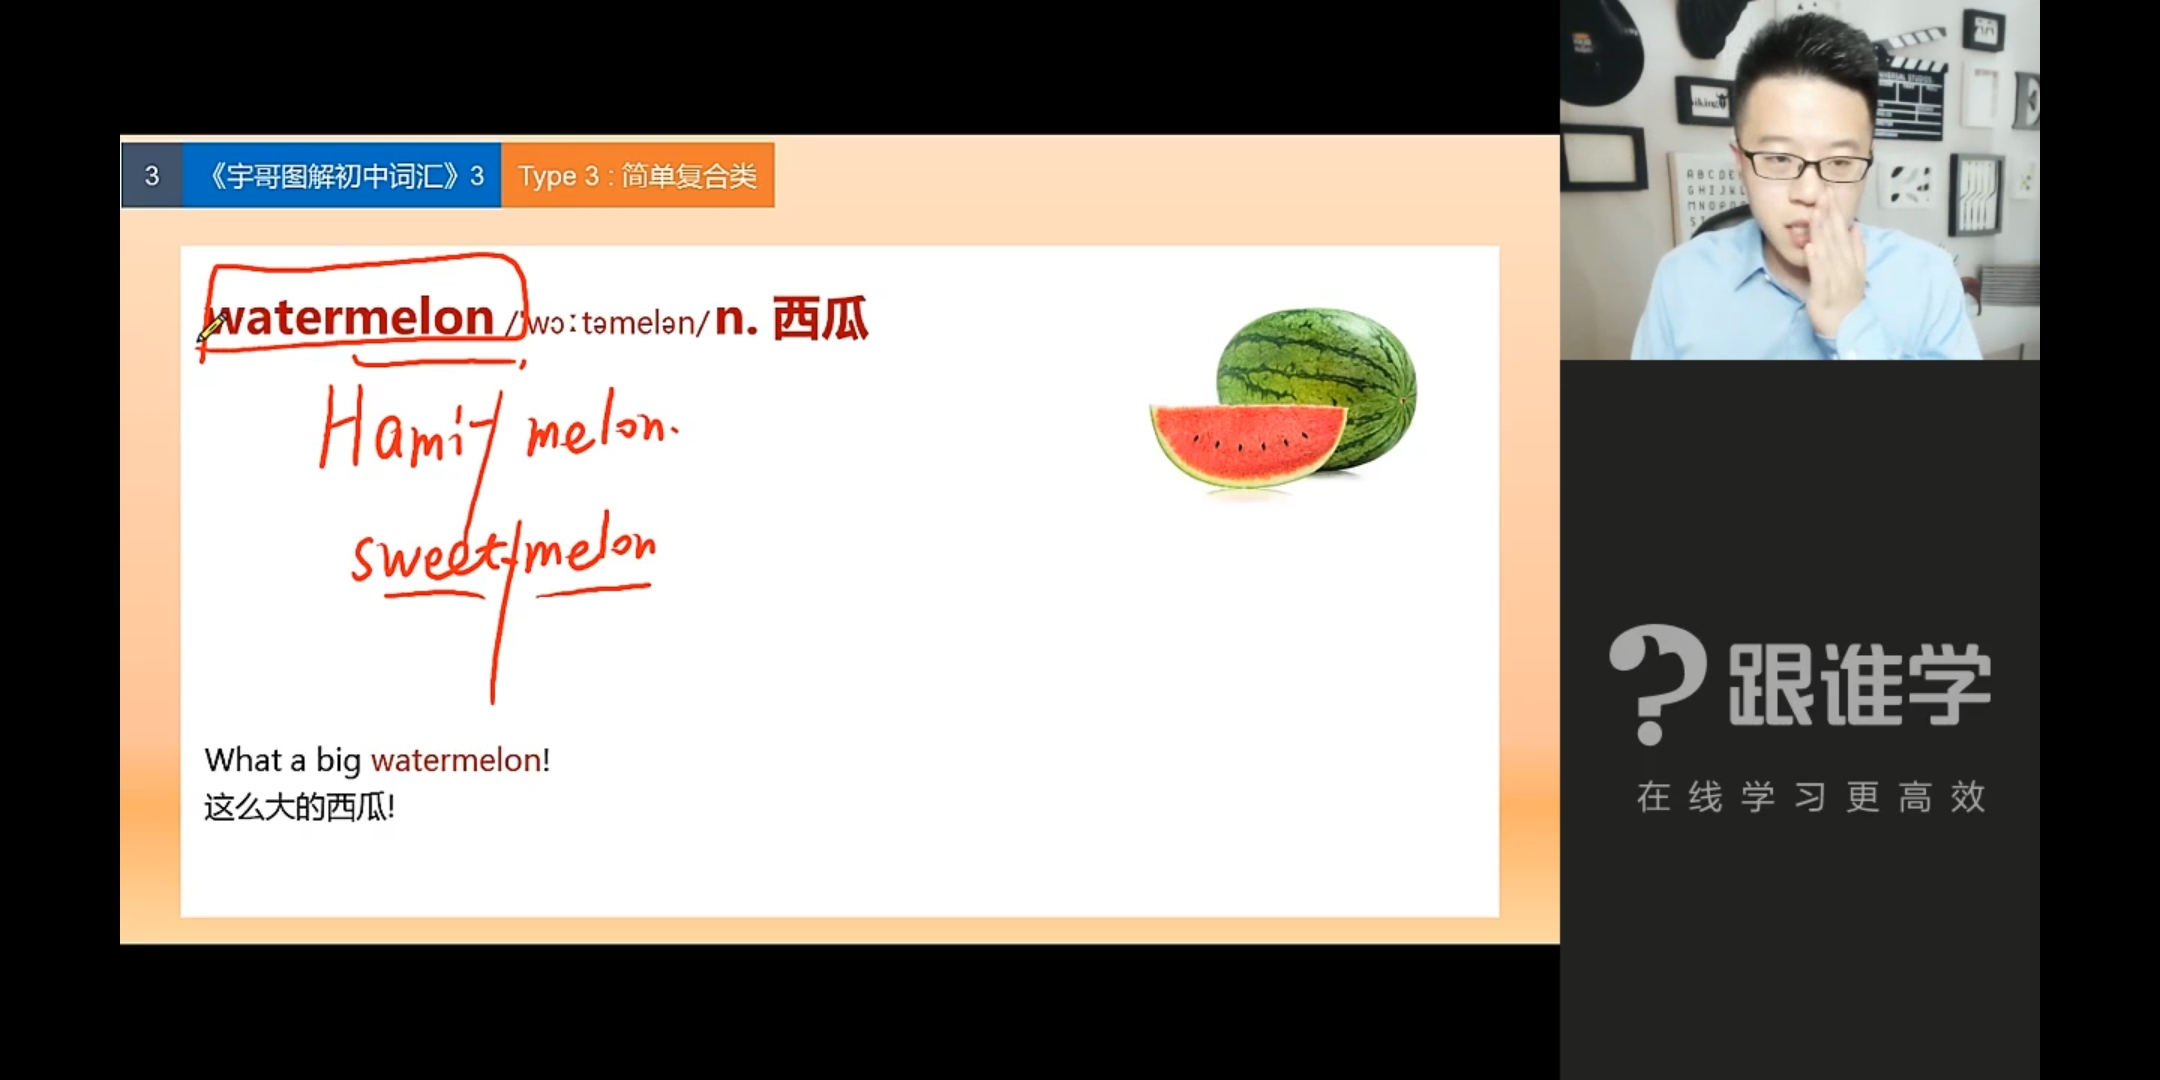 3 《宇哥图解初中词汇》3 Type 3 : 简单复合类
watermelon /'wɔːtəmelən/ n. 西瓜
Hami-melon.
sweet-melon
What a big watermelon!
这么大的西瓜!
跟谁学
在线学习更高效